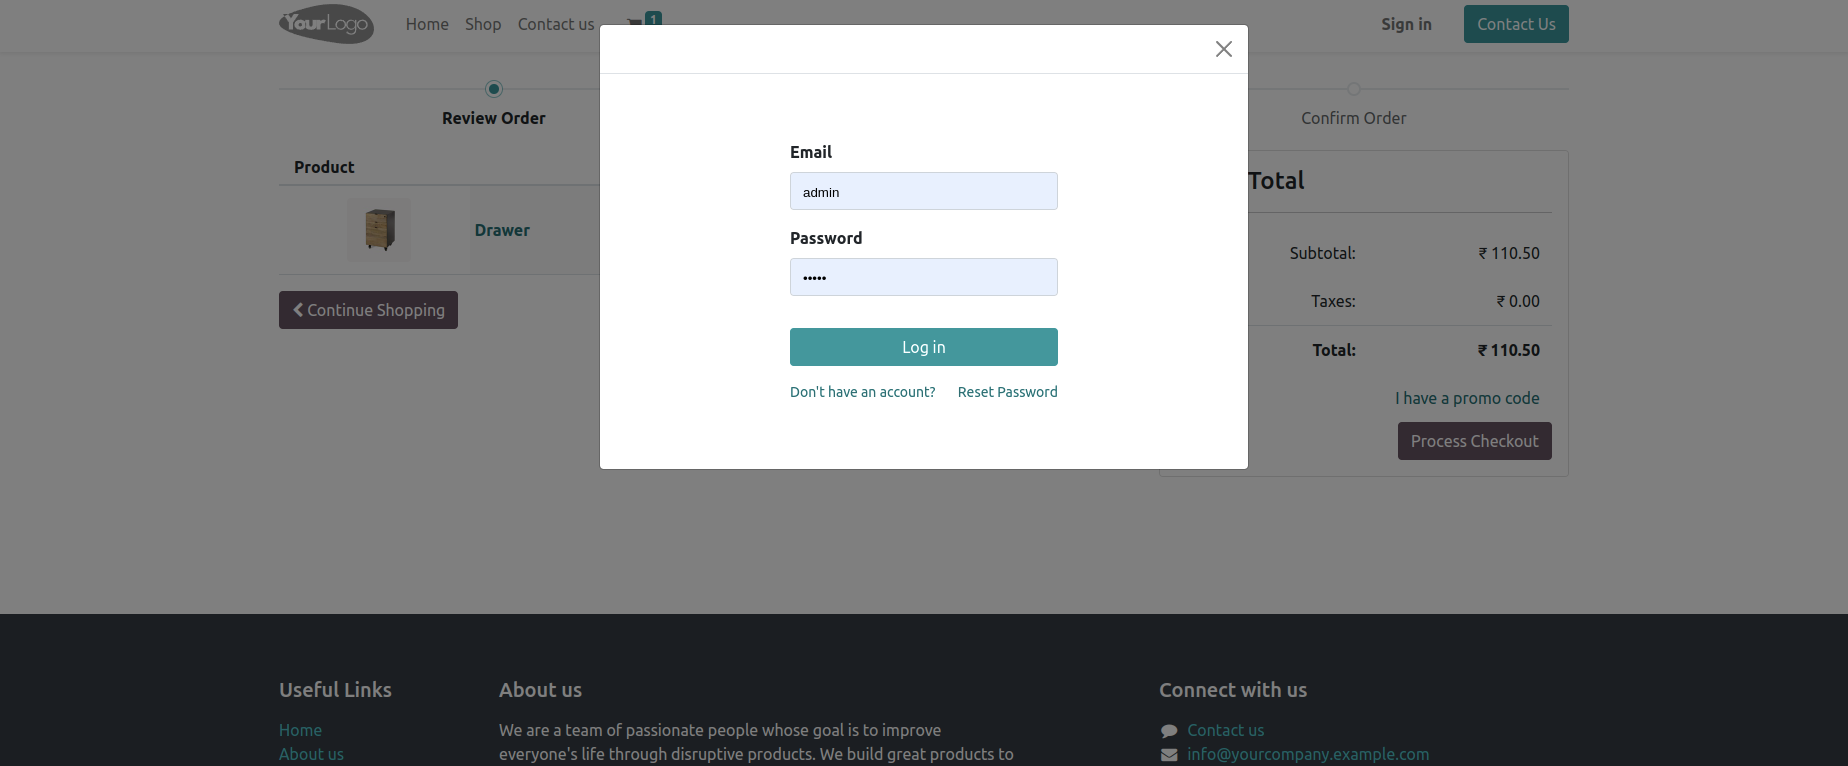 YourLogo
Home Shop Contact us 1 Sign in Contact Us
Review Order
Confirm Order
Product
Drawer
Continue Shopping
Email
admin
Password
•••••
Log in
Don't have an account? Reset Password
Total
Subtotal: ₹ 110.50
Taxes: ₹ 0.00
Total: ₹ 110.50
I have a promo code
Process Checkout
Useful Links
Home
About us
About us
We are a team of passionate people whose goal is to improve
everyone's life through disruptive products. We build great products to
Connect with us
Contact us
info@yourcompany.example.com